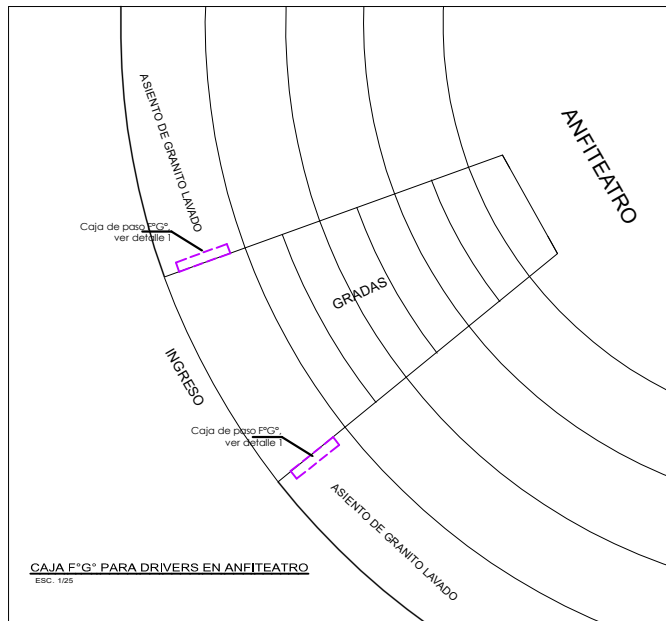 ANFITEATRO
ASIENTO DE GRANITO LAVADO
Caja de paso F°G°.
ver detalle 1
GRADAS
INGRESO
Caja de paso F°G°.
ver detalle 1
ASIENTO DE GRANITO LAVADO
CAJA F°G° PARA DRIVERS EN ANFITEATRO
ESC. 1/25